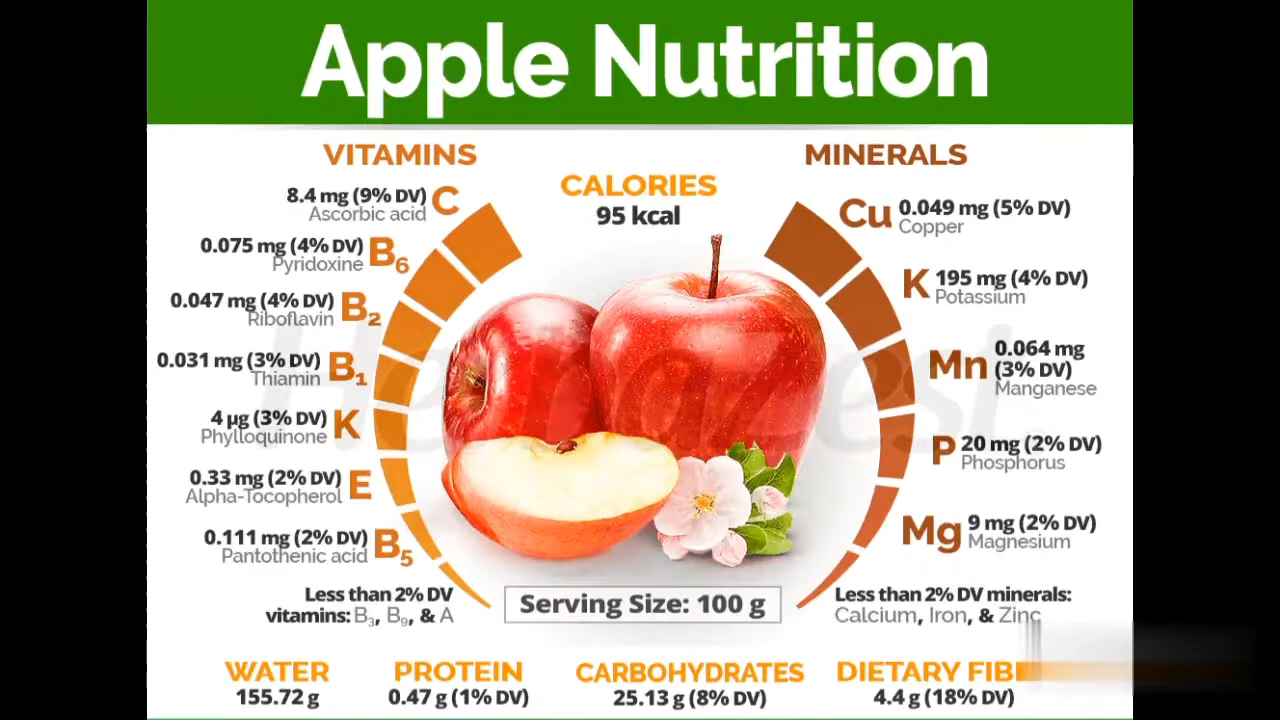 Apple Nutrition
VITAMINS
8.4 mg (9% DV) C
Ascorbic acid
0.075 mg (4% DV) B6
Pyridoxine
0.047 mg (4% DV) B2
Riboflavin
0.031 mg (3% DV) B1
Thiamin
4 µg (3% DV) K
Phylloquinone
0.33 mg (2% DV) E
Alpha-Tocopherol
0.111 mg (2% DV) B5
Pantothenic acid
Less than 2% DV
vitamins: B3, B9, & A
CALORIES
95 kcal
Serving Size: 100 g
MINERALS
Cu 0.049 mg (5% DV)
Copper
K 195 mg (4% DV)
Potassium
Mn 0.064 mg
(3% DV)
Manganese
P 20 mg (2% DV)
Phosphorus
Mg 9 mg (2% DV)
Magnesium
Less than 2% DV minerals:
Calcium, Iron, & Zinc
WATER
155.72 g
PROTEIN
0.47 g (1% DV)
CARBOHYDRATES
25.13 g (8% DV)
DIETARY
4.4 g (18% DV)